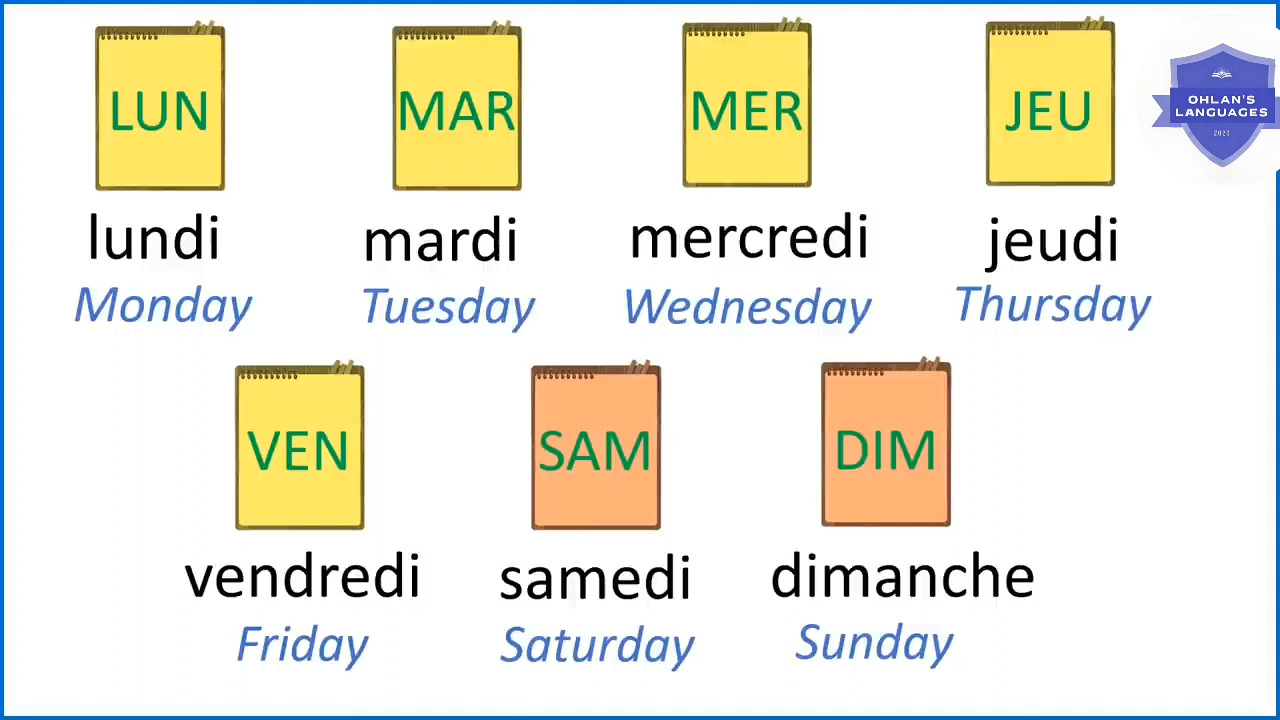 LUN
MAR
MER
JEU
OHLAN'S
LANGUAGES
2023
lundi
mardi
mercredi
jeudi
Monday
Tuesday
Wednesday
Thursday
VEN
SAM
DIM
vendredi
samedi
dimanche
Friday
Saturday
Sunday